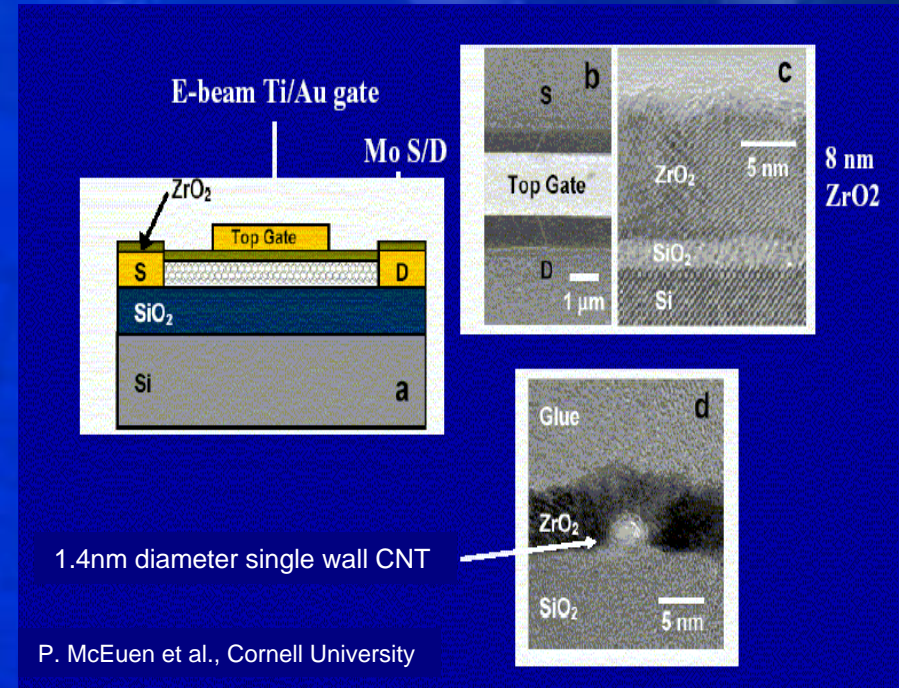 E-beam Ti/Au gate
Mo S/D
ZrO₂
Top Gate
S
D
SiO₂
Si
a
b
S
Top Gate
D
1 μm
c
ZrO₂
5 nm
SiO₂
Si
8 nm
ZrO2
d
Glue
ZrO₂
SiO₂
5 nm
1.4nm diameter single wall CNT
P. McEuen et al., Cornell University